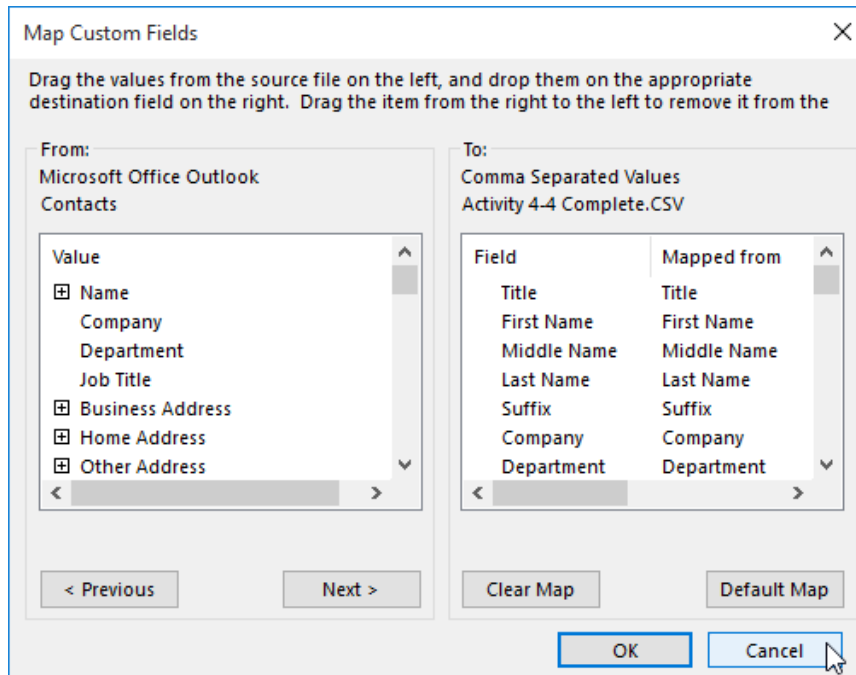 Map Custom Fields
Drag the values from the source file on the left, and drop them on the appropriate
destination field on the right.  Drag the item from the right to the left to remove it from the
From:
Microsoft Office Outlook
Contacts
Value
Name
Company
Department
Job Title
Business Address
Home Address
Other Address
< Previous
Next >
To:
Comma Separated Values
Activity 4-4 Complete.CSV
Field Mapped from
Title Title
First Name First Name
Middle Name Middle Name
Last Name Last Name
Suffix Suffix
Company Company
Department Department
Clear Map
Default Map
OK
Cancel